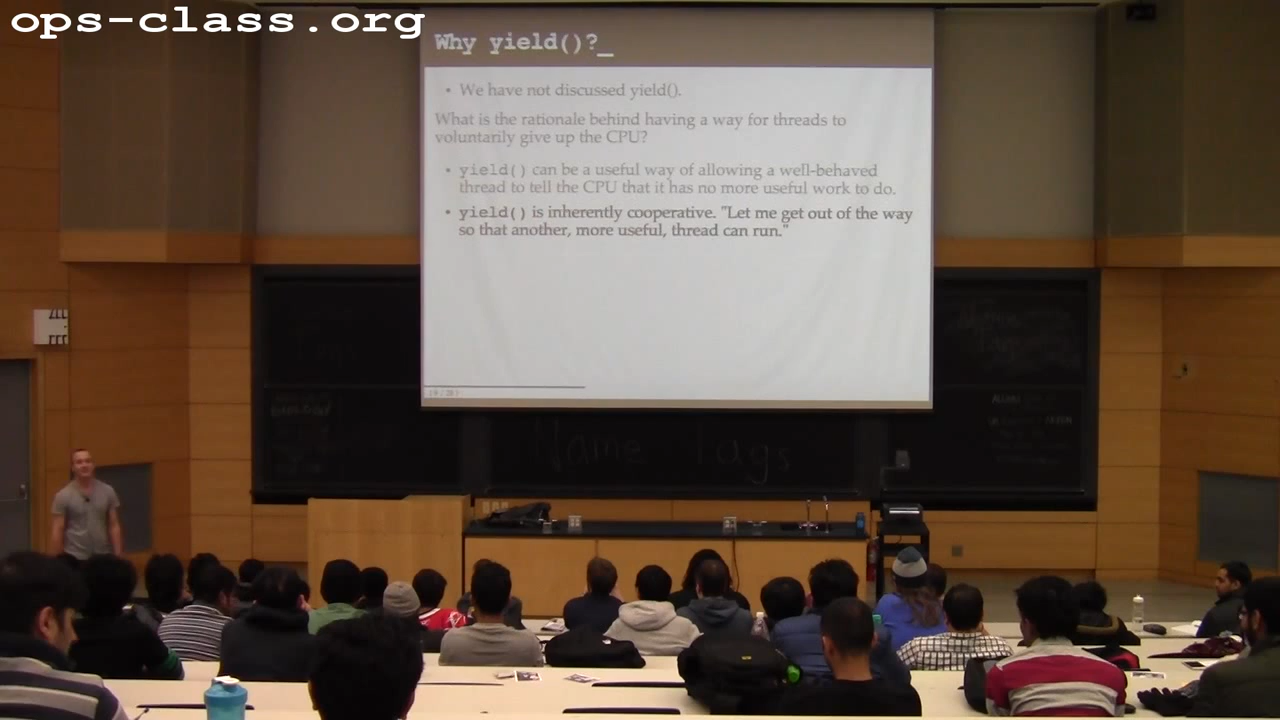 ops-class.org
Why yield()?_
• We have not discussed yield().
What is the rationale behind having a way for threads to
voluntarily give up the CPU?
• yield() can be a useful way of allowing a well-behaved
thread to tell the CPU that it has no more useful work to do.
• yield() is inherently cooperative. "Let me get out of the way
so that another, more useful, thread can run."
Name Tags